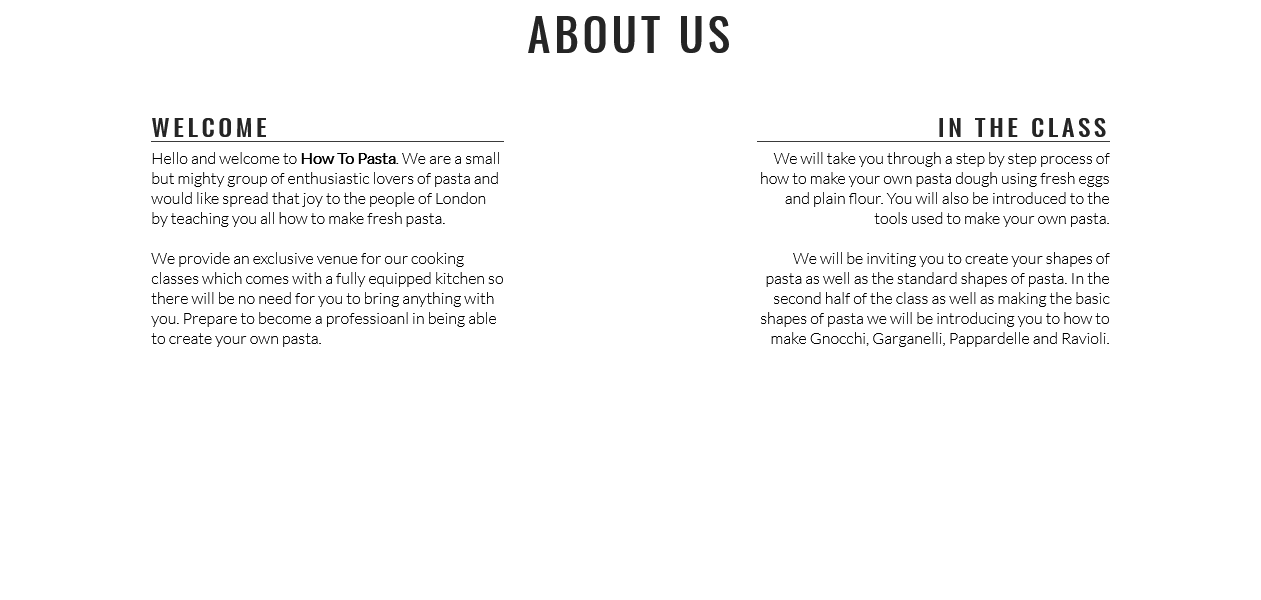 ABOUT US
WELCOME
Hello and welcome to How To Pasta. We are a small
but mighty group of enthusiastic lovers of pasta and
would like spread that joy to the people of London
by teaching you all how to make fresh pasta.
We provide an exclusive venue for our cooking
classes which comes with a fully equipped kitchen so
there will be no need for you to bring anything with
you. Prepare to become a professioanl in being able
to create your own pasta.
IN THE CLASS
We will take you through a step by step process of
how to make your own pasta dough using fresh eggs
and plain flour. You will also be introduced to the
tools used to make your own pasta.
We will be inviting you to create your shapes of
pasta as well as the standard shapes of pasta. In the
second half of the class as well as making the basic
shapes of pasta we will be introducing you to how to
make Gnocchi, Garganelli, Pappardelle and Ravioli.